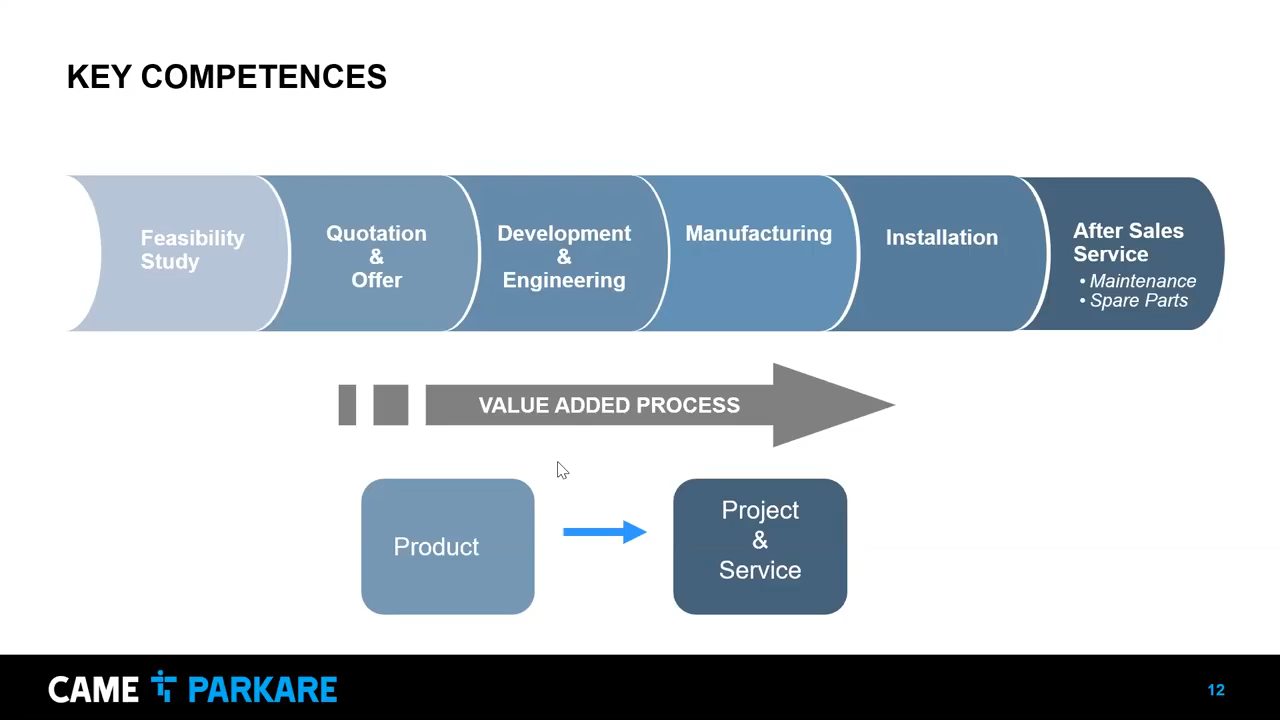 KEY COMPETENCES
Feasibility
Study
Quotation
&
Offer
Development
&
Engineering
Manufacturing
Installation
After Sales
Service
• Maintenance
• Spare Parts
VALUE ADDED PROCESS
Product
Project
&
Service
CAME PARKARE
12